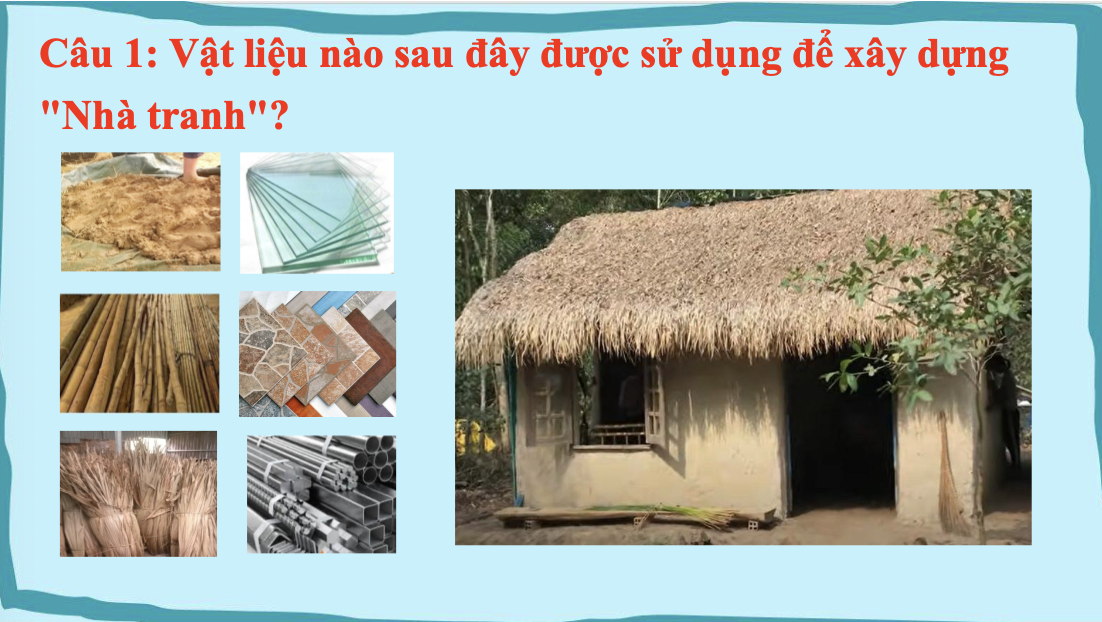 Câu 1: Vật liệu nào sau đây được sử dụng để xây dựng
"Nhà tranh"?